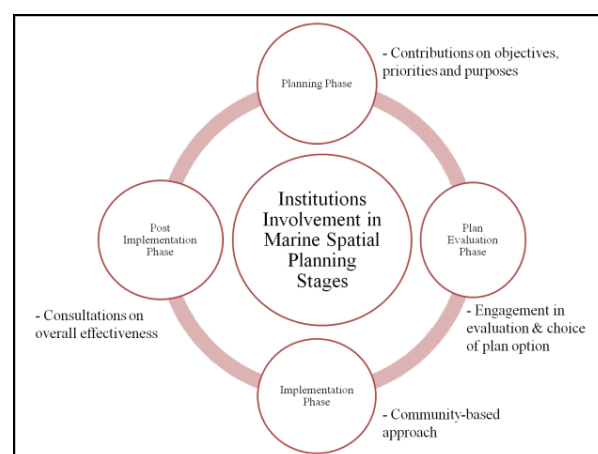 Planning Phase
- Contributions on objectives,
priorities and purposes
Institutions
Involvement in
Marine Spatial
Planning
Stages
Post
Implementation
Phase
Plan
Evaluation
Phase
- Consultations on
overall effectiveness
- Engagement in
evaluation & choice
of plan option
Implementation
Phase
- Community-based
approach